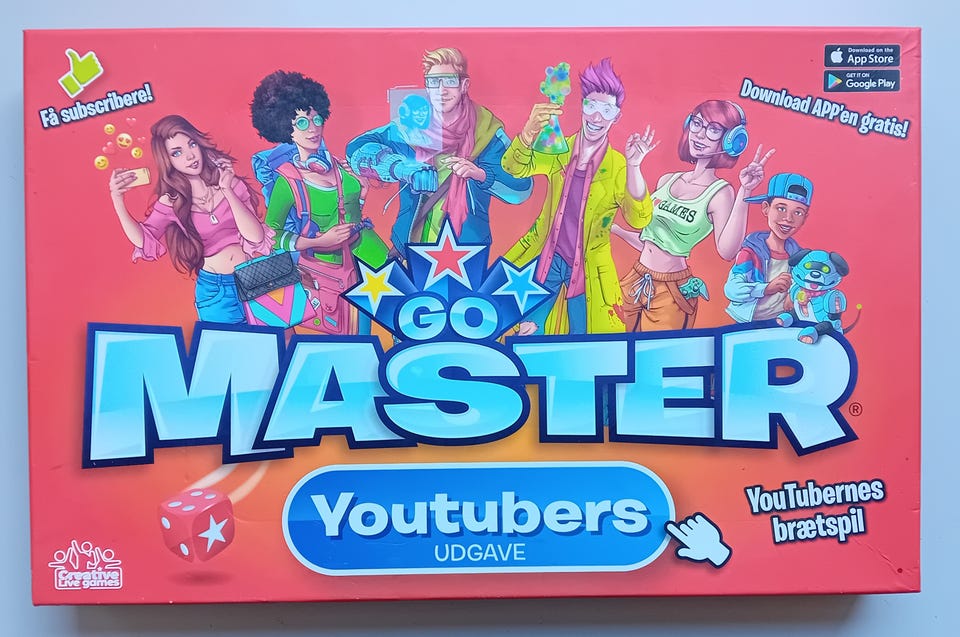 Få subscribere!
Download on the
App Store
GET IT ON
Google Play
Download APP'en gratis!
I ♥ GAMES
GO
MASTER®
Youtubers
UDGAVE
YouTubernes
brætspil
Creative
Live games